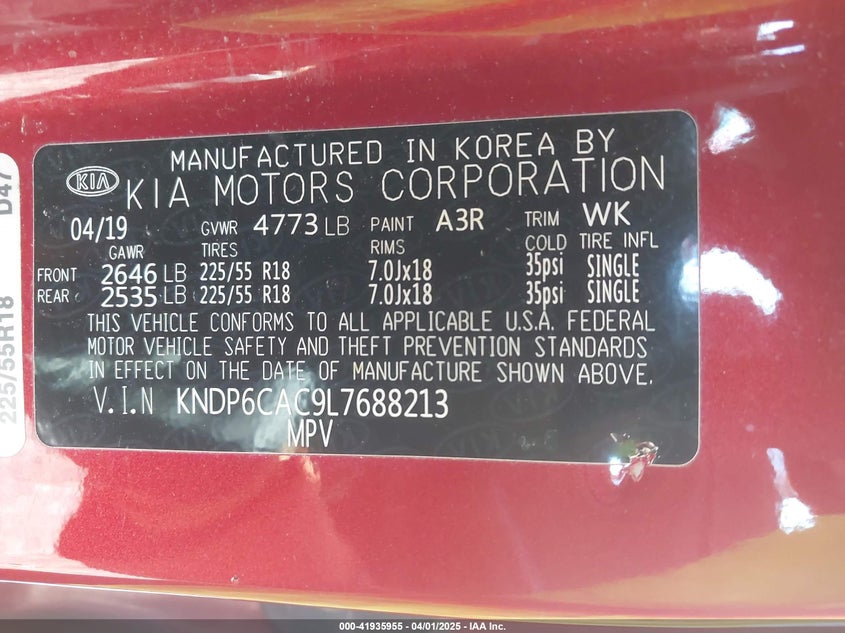 MANUFACTURED IN KOREA BY
KIA KIA MOTORS CORPORATION
04/19 GVWR 4773 LB PAINT A3R TRIM WK
GAWR TIRES RIMS COLD TIRE INFL
FRONT 2646 LB 225/55 R18 7.0Jx18 35psi SINGLE
REAR 2535 LB 225/55 R18 7.0Jx18 35psi SINGLE
THIS VEHICLE CONFORMS TO ALL APPLICABLE U.S.A. FEDERAL
MOTOR VEHICLE SAFETY AND THEFT PREVENTION STANDARDS
IN EFFECT ON THE DATE OF MANUFACTURE SHOWN ABOVE.
V.I.N KNDP6CAC9L7688213
MPV
225/55R18 D47
000-41935955 - 04/01/2025 - IAA Inc.